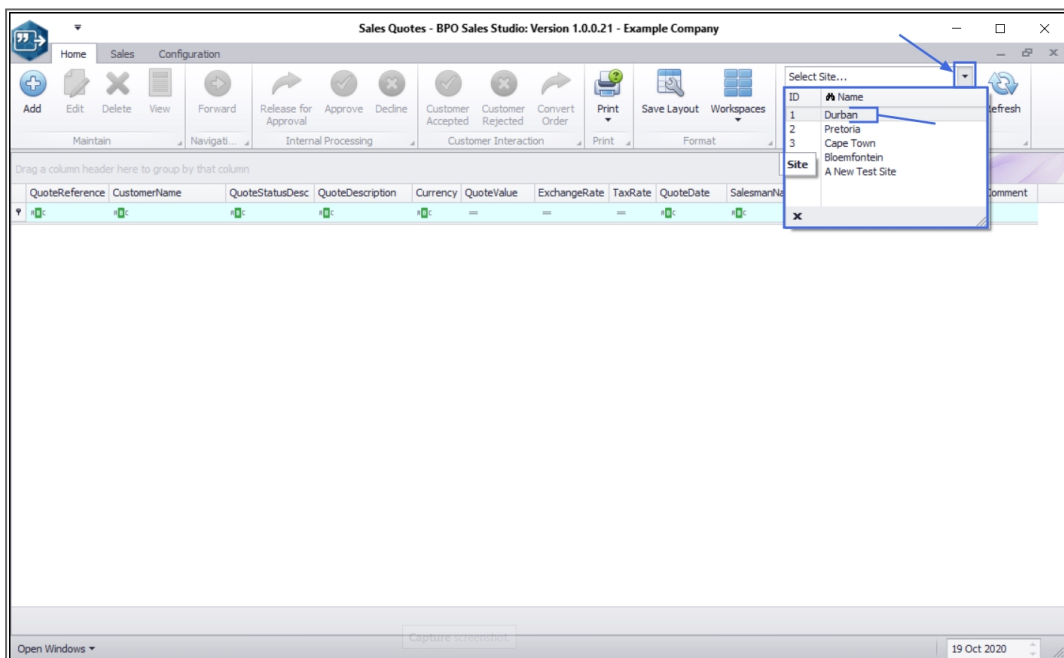 Sales Quotes - BPO Sales Studio: Version 1.0.0.21 - Example Company
Home Sales Configuration
Add Edit Delete View Forward Release for Approval Approve Decline Customer Accepted Customer Rejected Convert Order Print Save Layout Workspaces Refresh
Maintain Navigati... Internal Processing Customer Interaction Print Format
Select Site...
ID Name
1 Durban
2 Pretoria
3 Cape Town
Bloemfontein
A New Test Site
Site
x
Drag a column header here to group by that column
QuoteReference CustomerName QuoteStatusDesc QuoteDescription Currency QuoteValue ExchangeRate TaxRate QuoteDate Comment
Capture screenshot.
Open Windows
19 Oct 2020